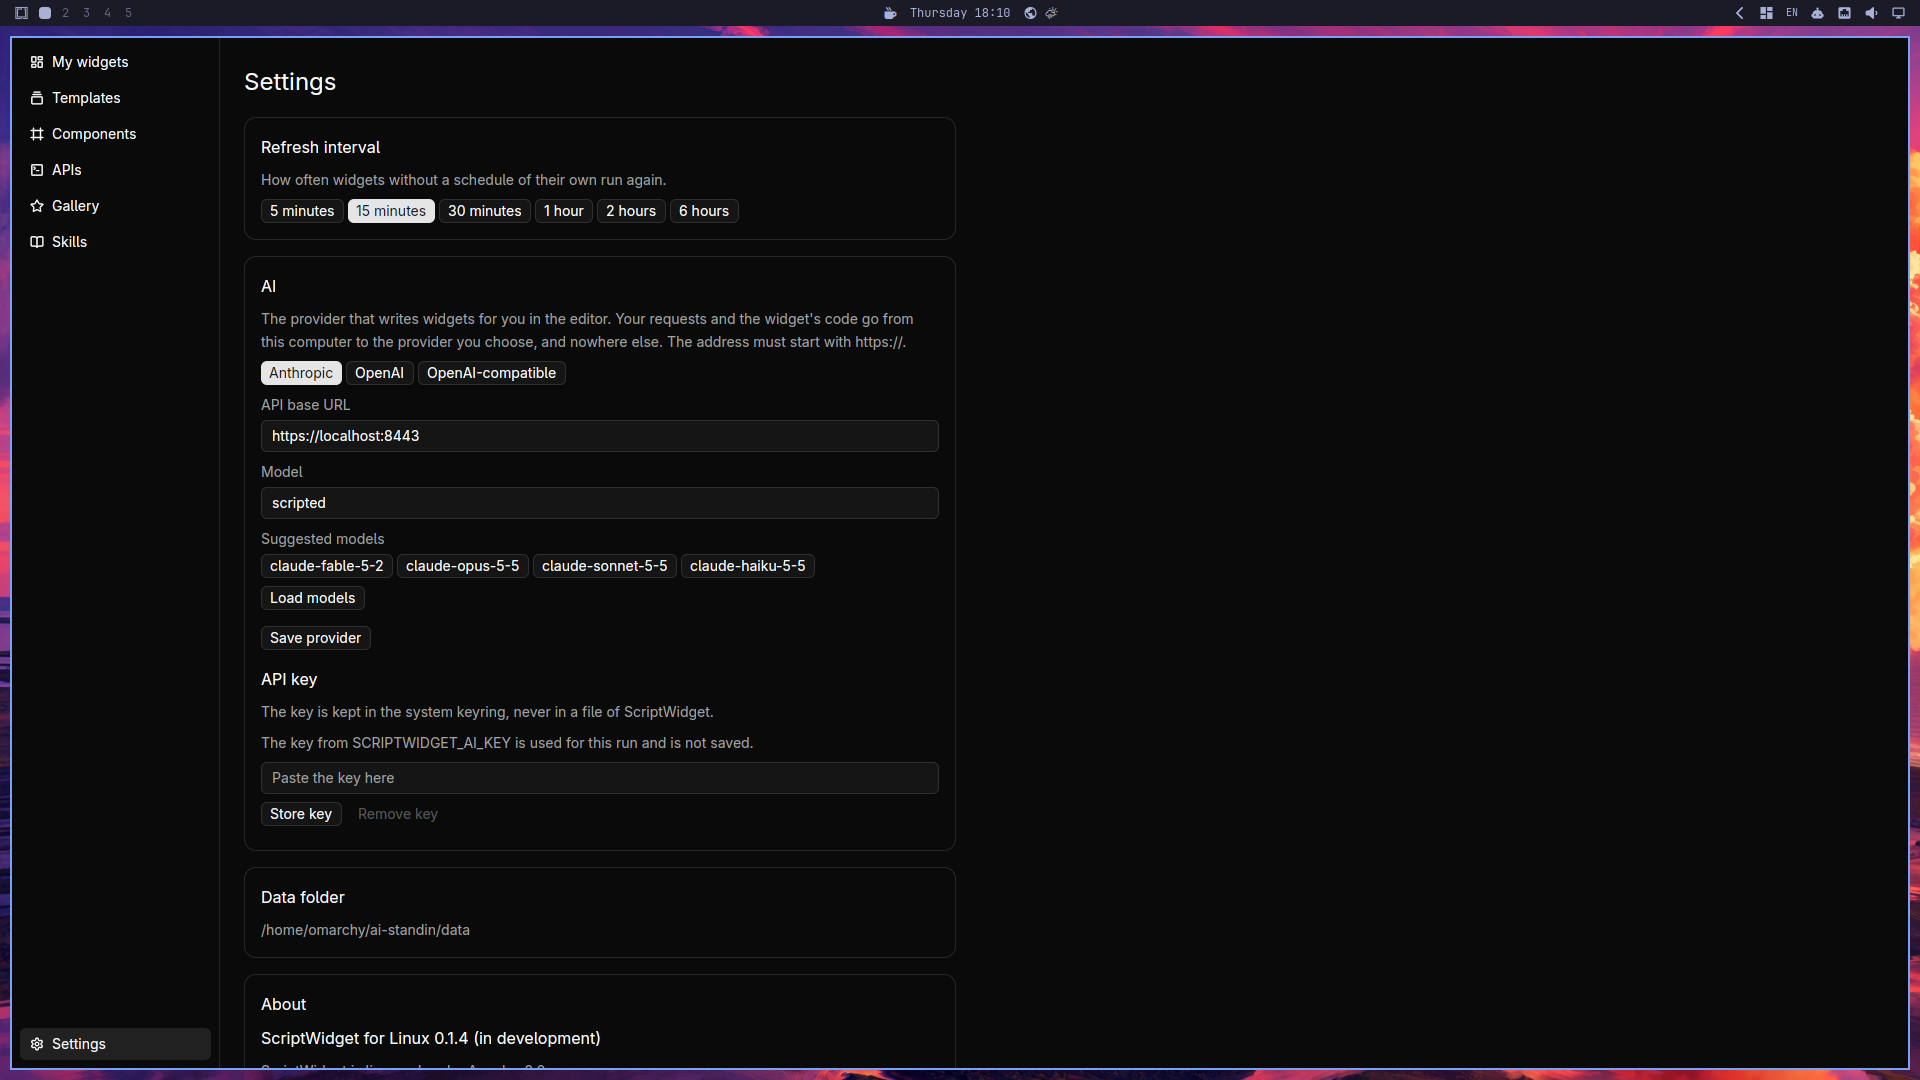 2 3 4 5
Thursday 18:10
EN
My widgets
Templates
Components
APIs
Gallery
Skills
Settings
Settings
Refresh interval
How often widgets without a schedule of their own run again.
5 minutes 15 minutes 30 minutes 1 hour 2 hours 6 hours
AI
The provider that writes widgets for you in the editor. Your requests and the widget's code go from
this computer to the provider you choose, and nowhere else. The address must start with https://.
Anthropic OpenAI OpenAI-compatible
API base URL
https://localhost:8443
Model
scripted
Suggested models
claude-fable-5-2 claude-opus-5-5 claude-sonnet-5-5 claude-haiku-5-5
Load models
Save provider
API key
The key is kept in the system keyring, never in a file of ScriptWidget.
The key from SCRIPTWIDGET_AI_KEY is used for this run and is not saved.
Paste the key here
Store key Remove key
Data folder
/home/omarchy/ai-standin/data
About
ScriptWidget for Linux 0.1.4 (in development)